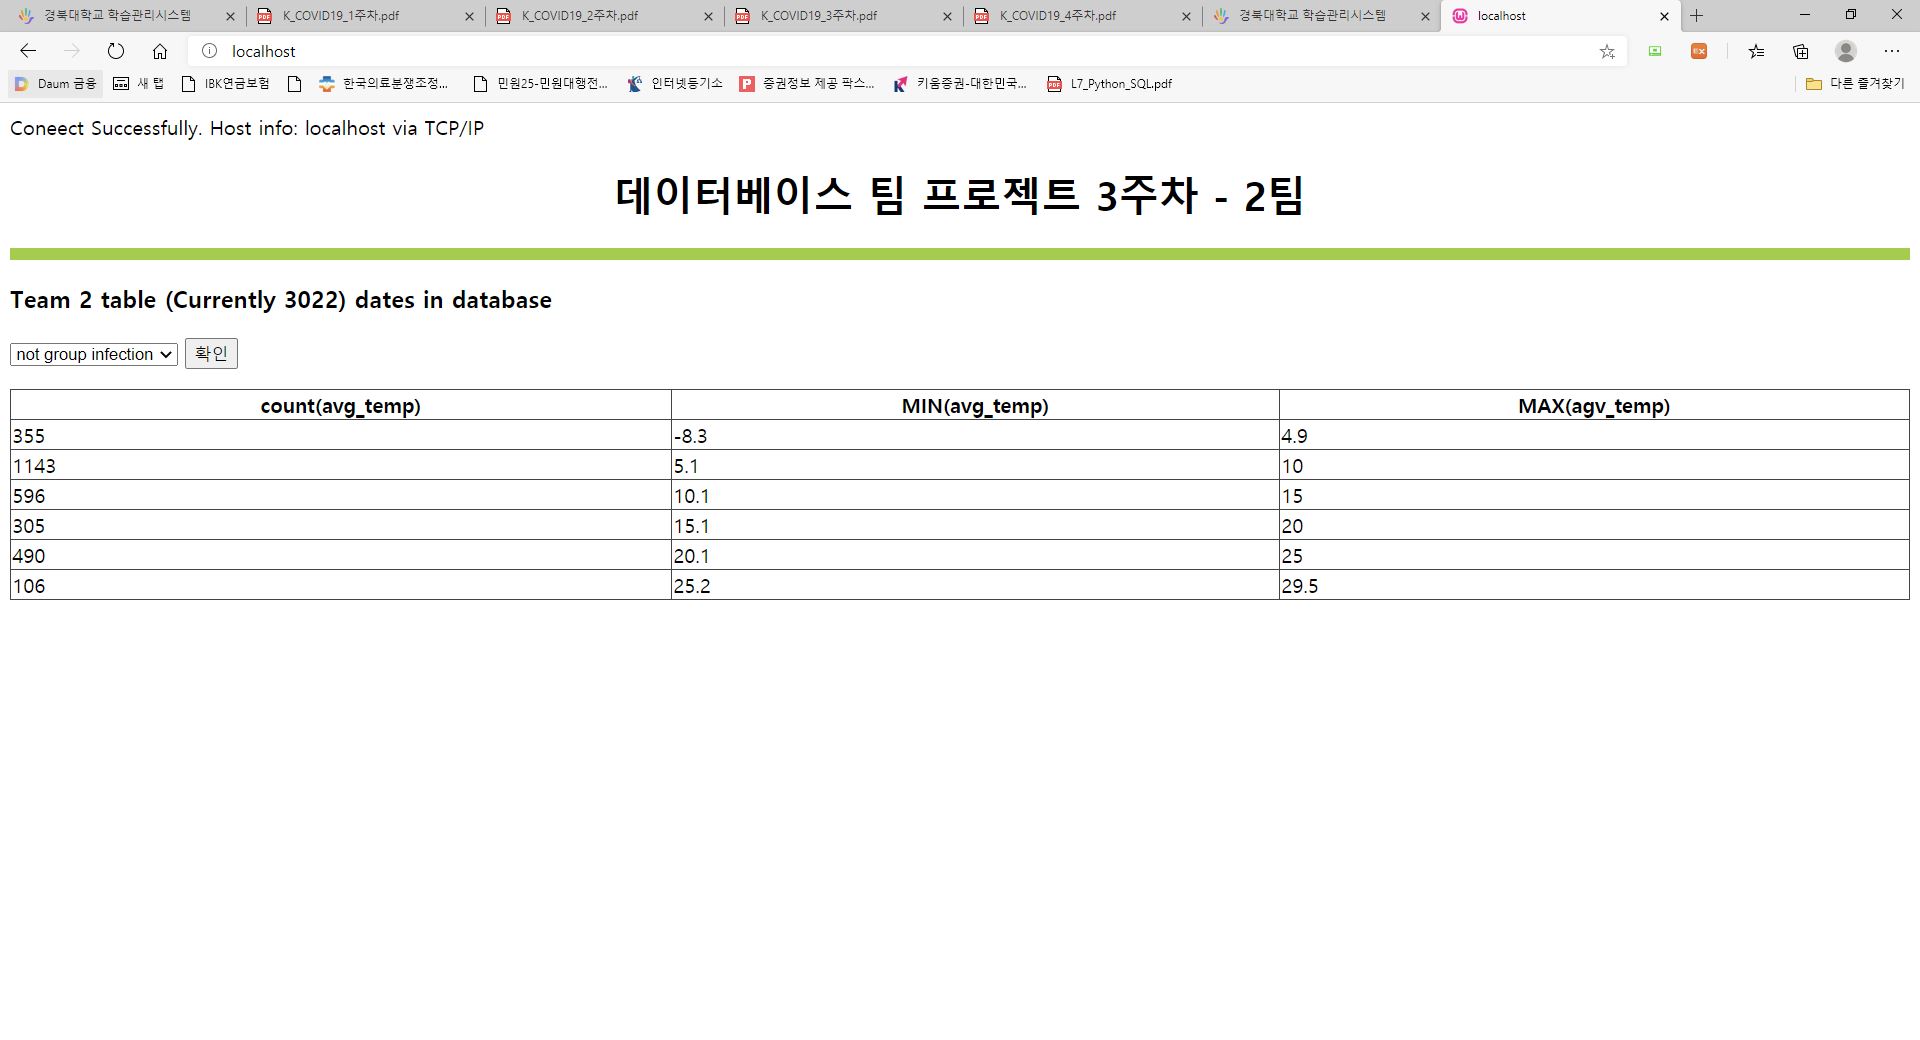 경북대학교 학습관리시스템 K_COVID19_1주차.pdf K_COVID19_2주차.pdf K_COVID19_3주차.pdf K_COVID19_4주차.pdf 경북대학교 학습관리시스템 localhost
localhost
Daum 금융 새 탭 IBK연금보험 한국의료분쟁조정... 민원25-민원대행전... 인터넷등기소 증권정보 제공 팍스... 키움증권-대한민국... L7_Python_SQL.pdf 다른 즐겨찾기
Coneect Successfully. Host info: localhost via TCP/IP
데이터베이스 팀 프로젝트 3주차 - 2팀
Team 2 table (Currently 3022) dates in database
not group infection 확인
count(avg_temp) MIN(avg_temp) MAX(agv_temp)
355 -8.3 4.9
1143 5.1 10
596 10.1 15
305 15.1 20
490 20.1 25
106 25.2 29.5